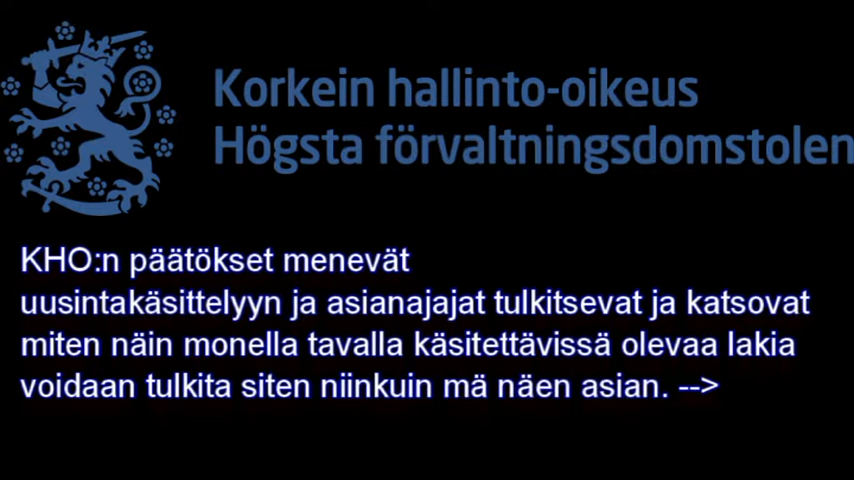 Korkein hallinto-oikeus
Högsta förvaltningsdomstolen
KHO:n päätökset menevät
uusintakäsittelyyn ja asianajajat tulkitsevat ja katsovat
miten näin monella tavalla käsitettävissä olevaa lakia
voidaan tulkita siten niinkuin mä näen asian. -->